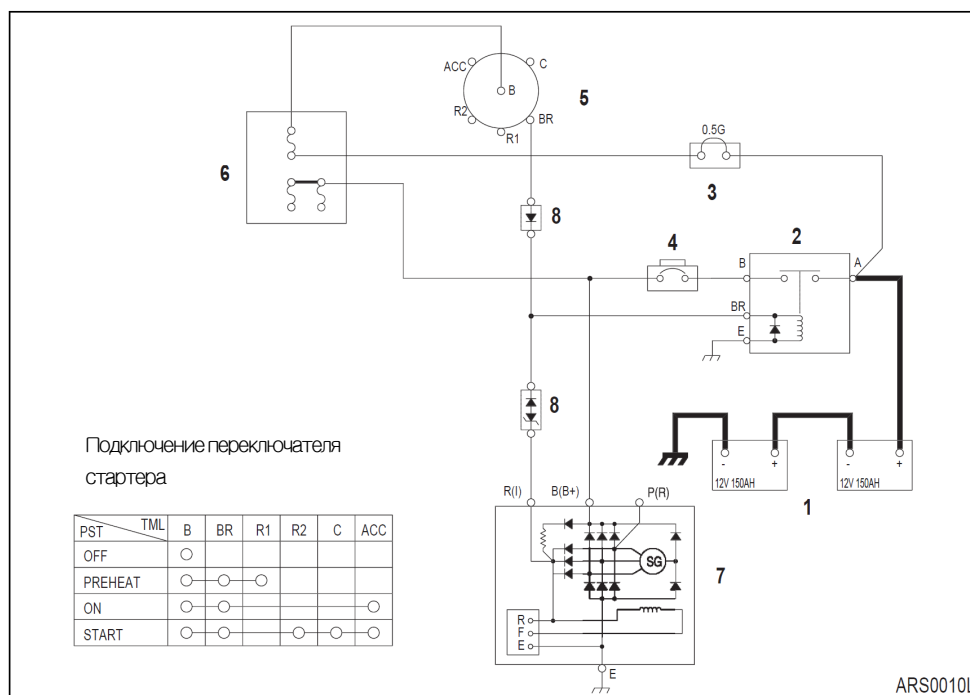 ACC
C
B
5
R2
BR
R1
0.5G
6
3
8
4
2
B
A
BR
E
8
Подключение переключателя
стартера
-
+
-
+
12V 150AH
12V 150AH
1
R(I)
B(B+)
P(R)
PST TML B BR R1 R2 C ACC
OFF
PREHEAT
ON
START
SG
7
R
F
E
E
ARS0010L